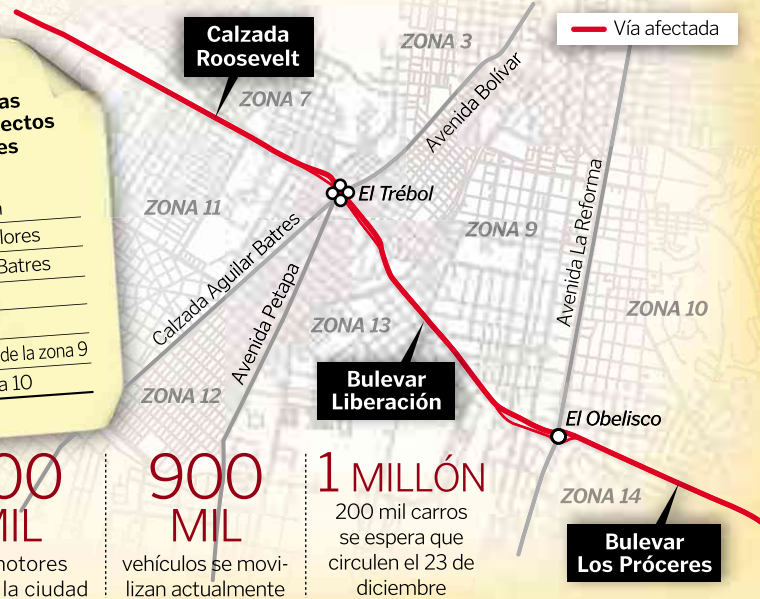 Vía afectada
Calzada
Roosevelt
ZONA 3
ZONA 7
Avenida Bolívar
El Trébol
ZONA 11
ZONA 9
Avenida La Reforma
Calzada Aguilar Batres
Avenida Petapa
ZONA 10
ZONA 13
ZONA 12
Bulevar
Liberación
El Obelisco
ZONA 14
Bulevar
Los Próceres
as
ectos
es
a
lores
Batres
de la zona 9
a 10
00
MIL
motores
la ciudad
900
MIL
vehículos se movi-
lizan actualmente
1 MILLÓN
200 mil carros
se espera que
circulen el 23 de
diciembre